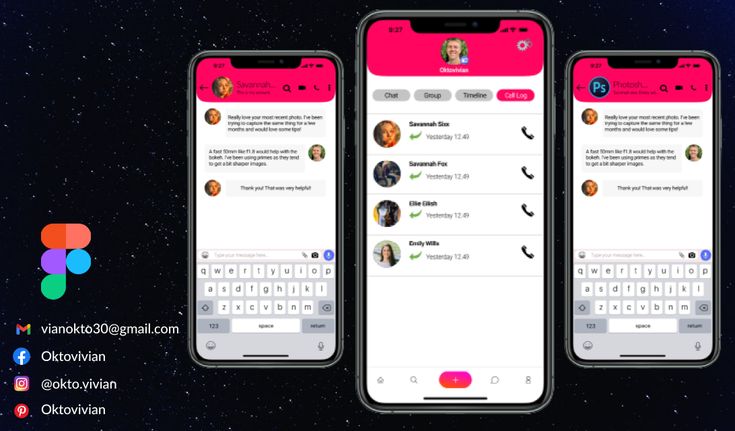 9:27
Savannah...
Really love your most recent photo. I've been
trying to capture the same thing for a few
months and would love some tips!
A fast 50mm like f1.8 would help with the
bokeh. I've been using primes as they tend
to get a bit sharper images.
Thank you! That was very helpful!
Type your message here...
q w e r t y u i o p
a s d f g h j k l
z x c v b n m
123 space return
9:27
Oktovivian
Chat Group Timeline Call Log
Savannah Sixx
Yesterday 12.49
Savannah Fox
Yesterday 12.49
Ellie Eilish
Yesterday 12.49
Emily Wills
Yesterday 12.49
9:27
Ps
Photosh...
Really love your most recent photo. I've been
trying to capture the same thing for a few
months and would love some tips!
A fast 50mm like f1.8 would help with the
bokeh. I've been using primes as they tend
to get a bit sharper images.
Thank you! That was very helpful!
Type your message here...
q w e r t y u i o p
a s d f g h j k l
z x c v b n m
123 space return
vianokto30@gmail.com
Oktovivian
@okto.vivian
Oktovivian